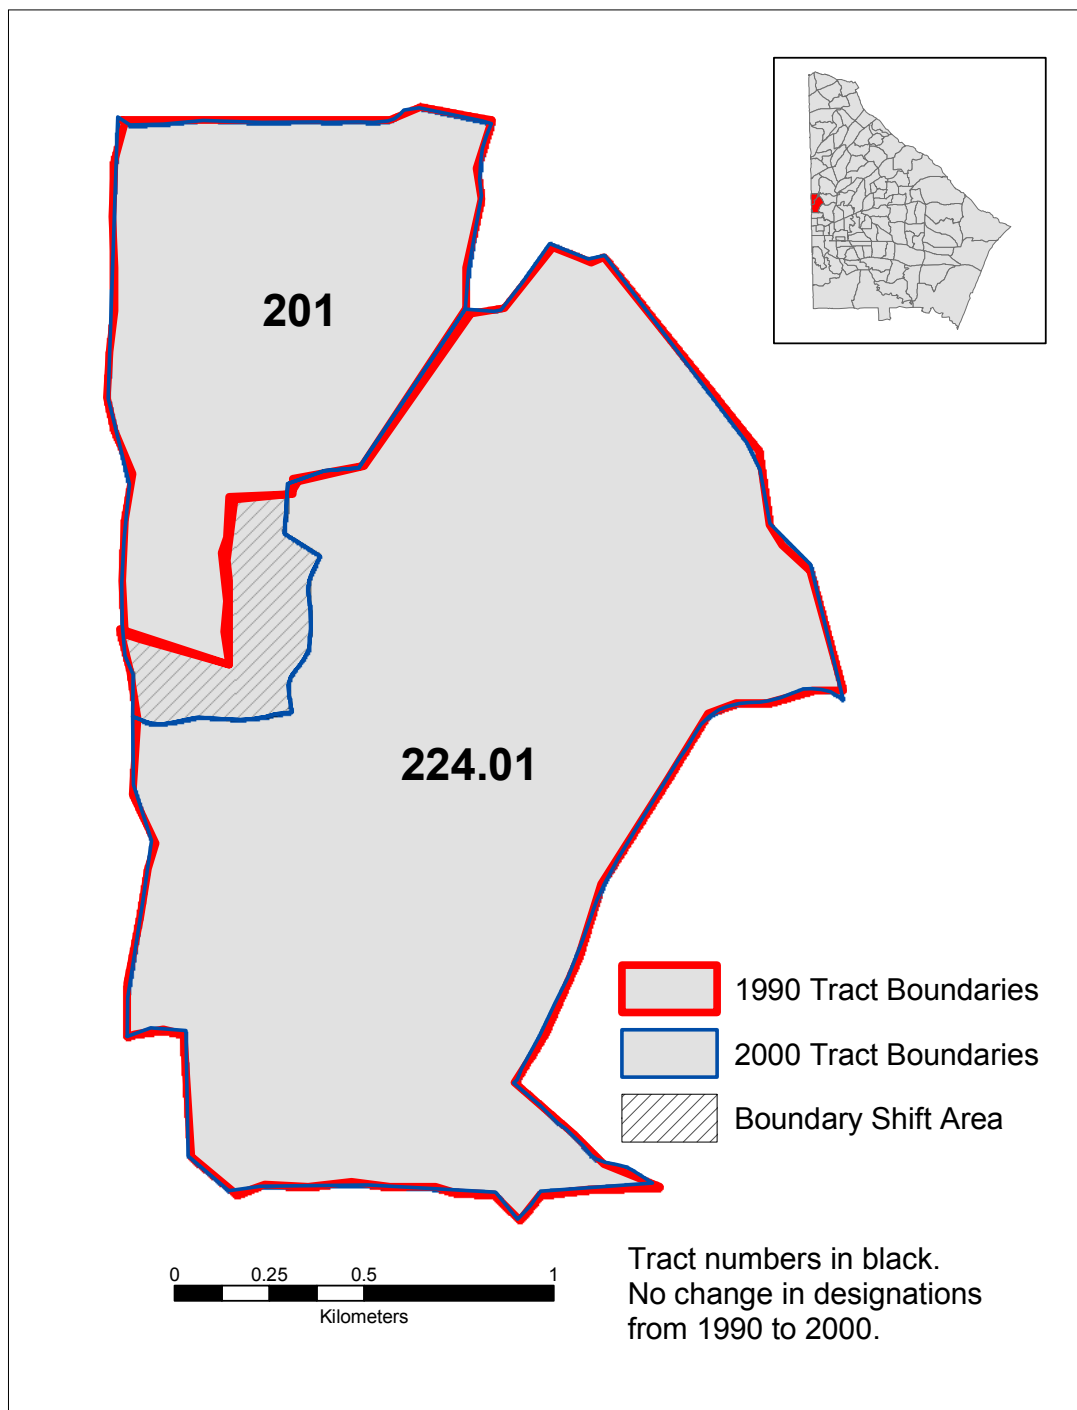 201
224.01
1990 Tract Boundaries
2000 Tract Boundaries
Boundary Shift Area
0 0.25 0.5 1
Kilometers
Tract numbers in black.
No change in designations
from 1990 to 2000.